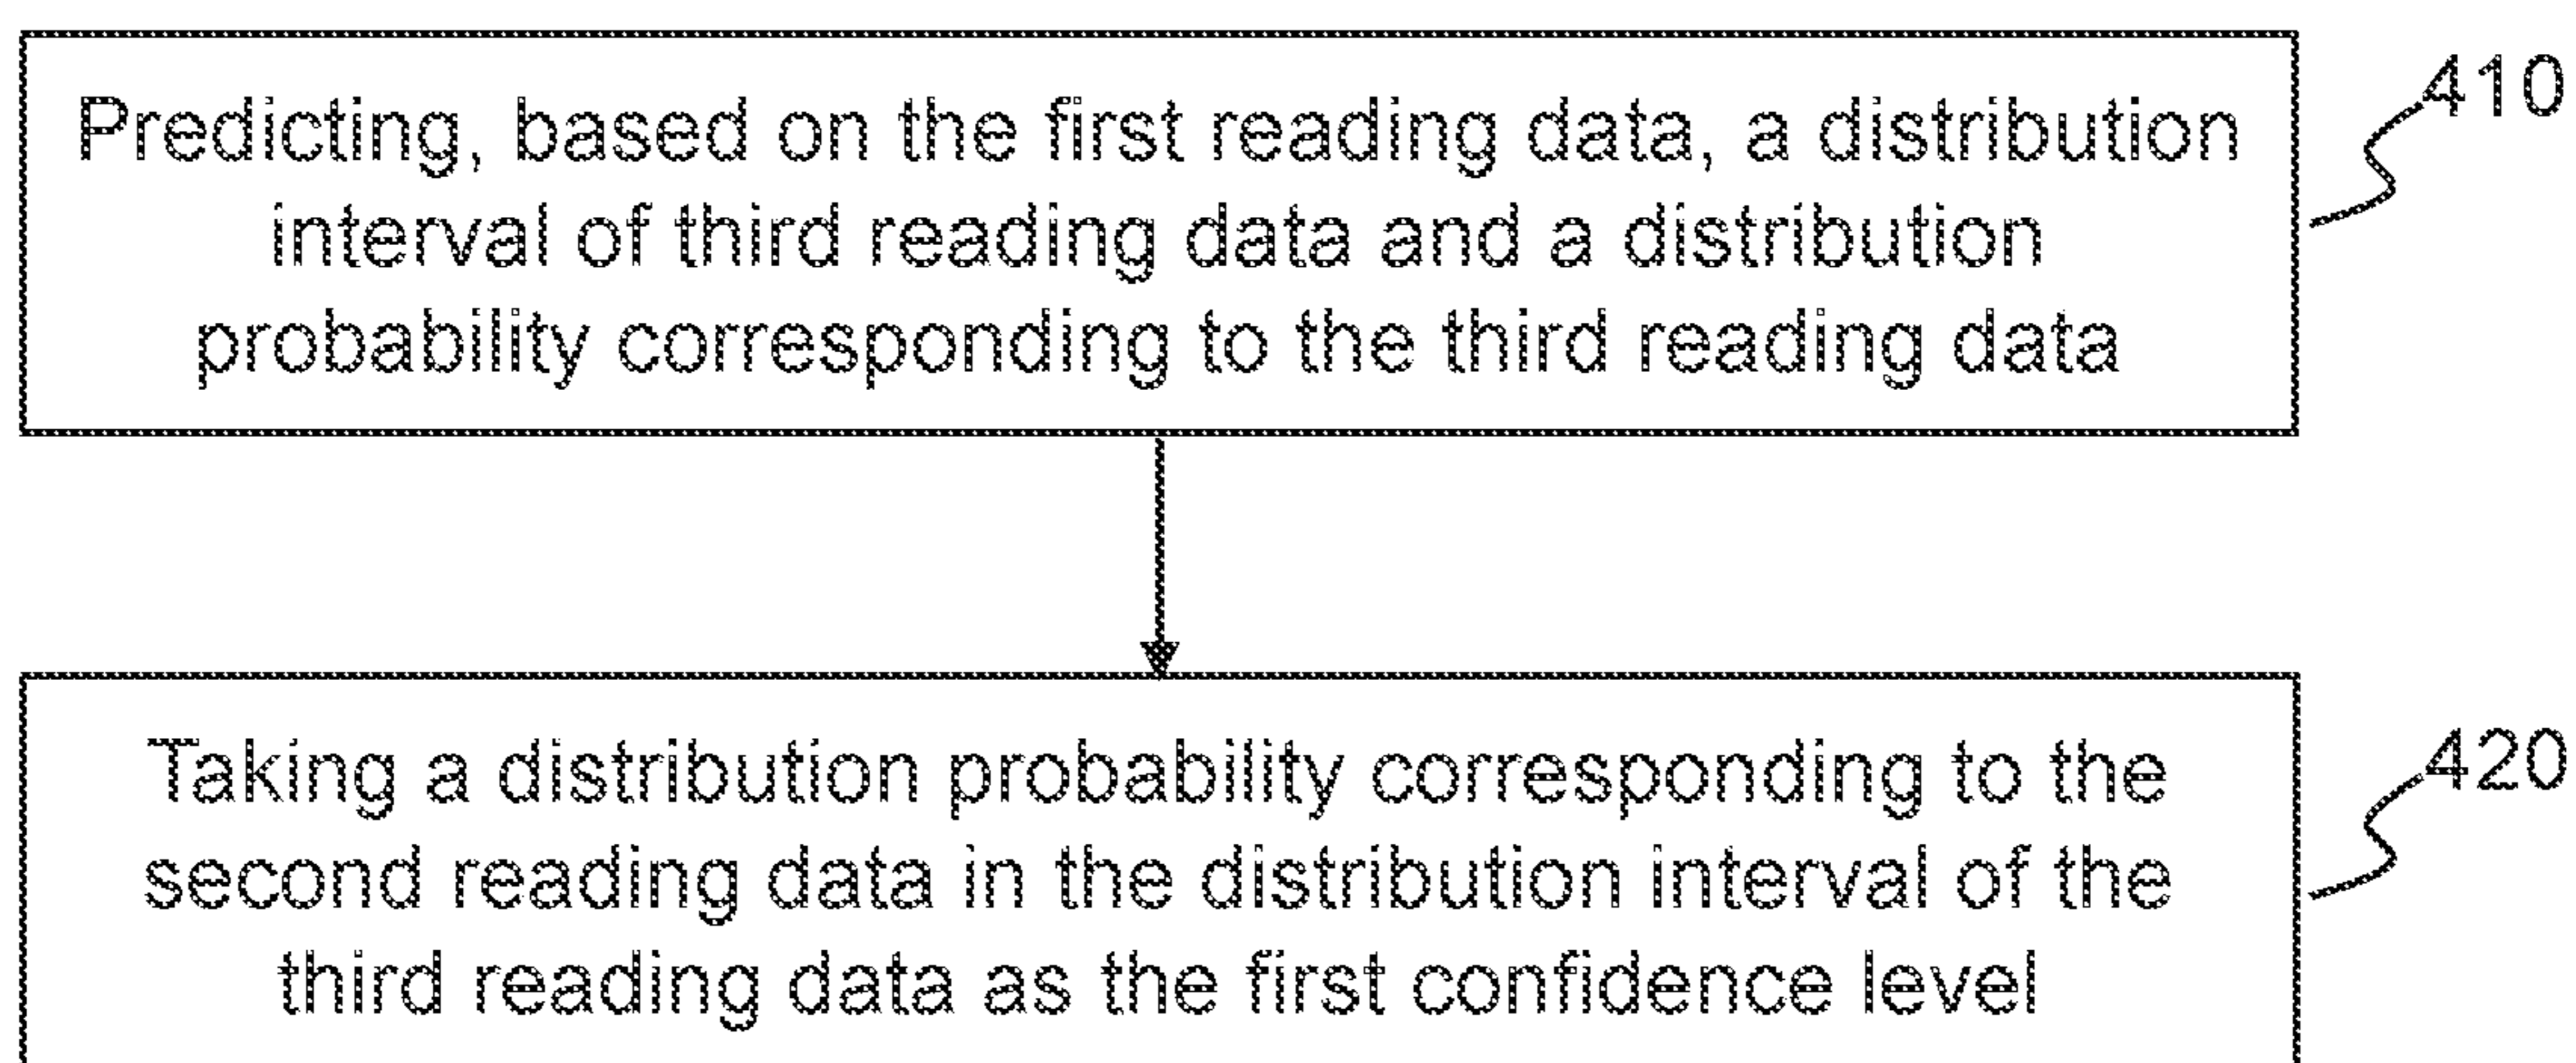 Predicting, based on the first reading data, a distribution
interval of third reading data and a distribution
probability corresponding to the third reading data
410
Taking a distribution probability corresponding to the
second reading data in the distribution interval of the
third reading data as the first confidence level
420